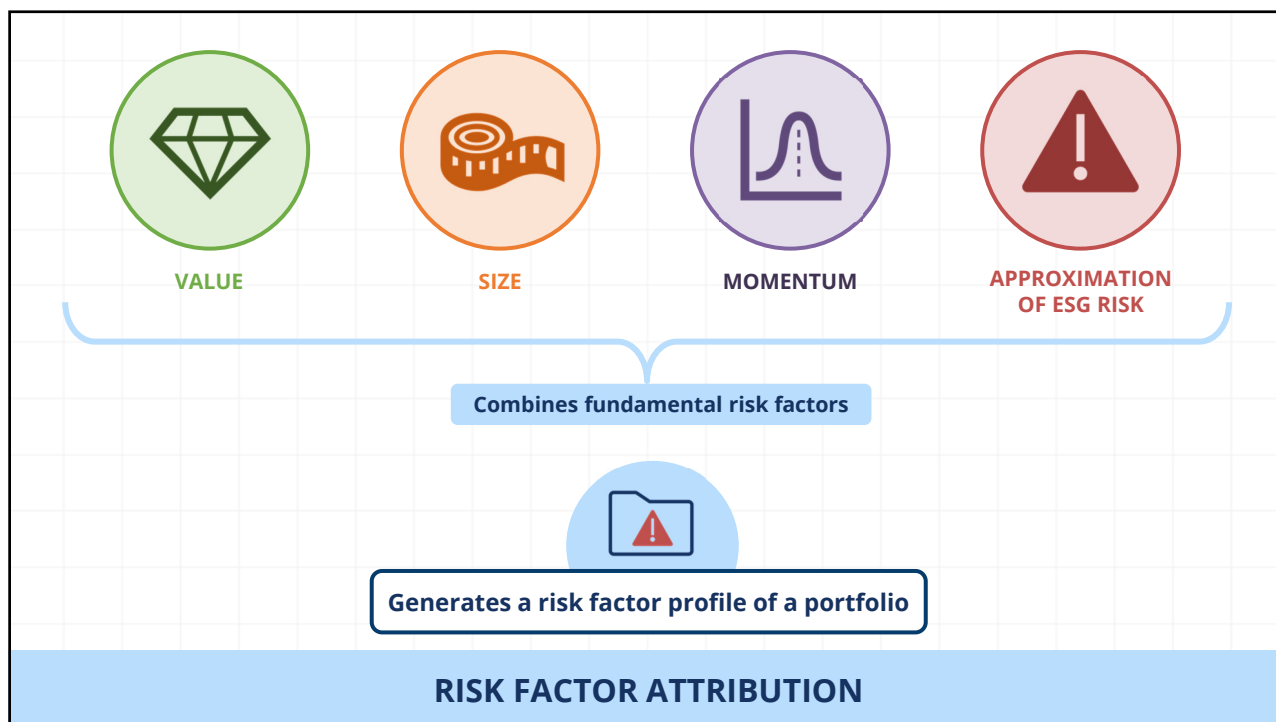 VALUE
SIZE
MOMENTUM
APPROXIMATION
OF ESG RISK
Combines fundamental risk factors
Generates a risk factor profile of a portfolio
RISK FACTOR ATTRIBUTION